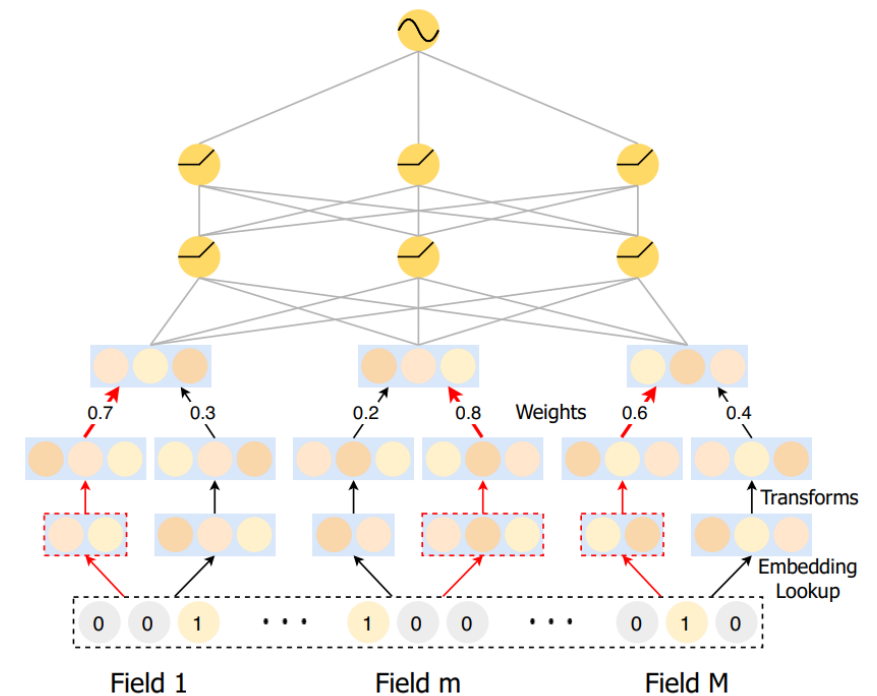 0.7 0.3 0.2 0.8 Weights 0.6 0.4
Transforms
Embedding
Lookup
0 0 1 ··· 1 0 0 ··· 0 1 0
Field 1 Field m Field M